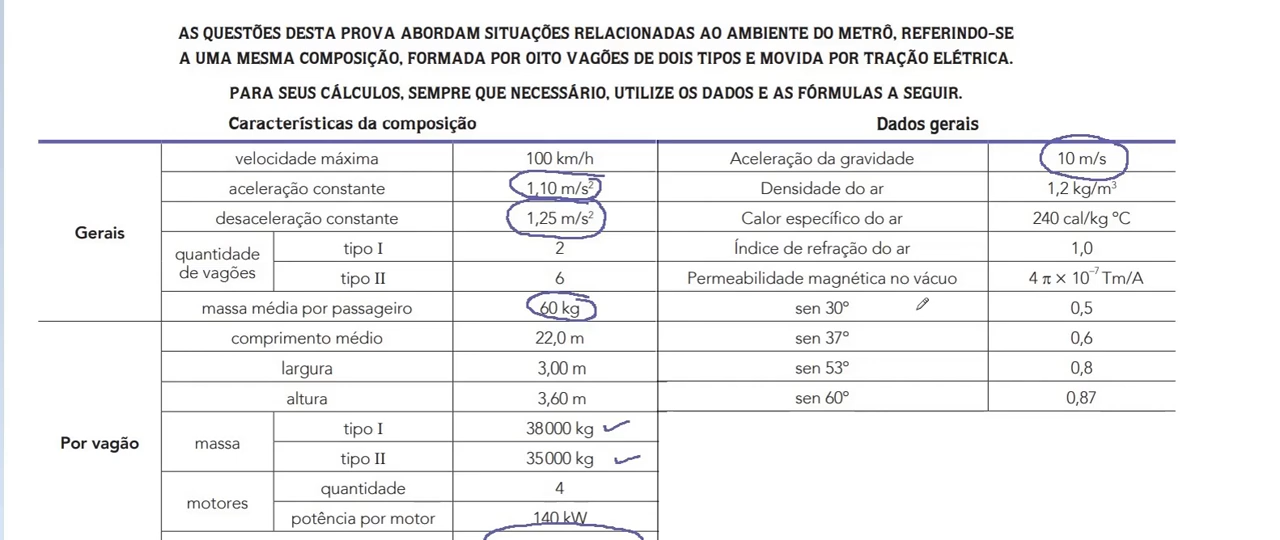 AS QUESTÕES DESTA PROVA ABORDAM SITUAÇÕES RELACIONADAS AO AMBIENTE DO METRÔ, REFERINDO-SE
A UMA MESMA COMPOSIÇÃO, FORMADA POR OITO VAGÕES DE DOIS TIPOS E MOVIDA POR TRAÇÃO ELÉTRICA.
PARA SEUS CÁLCULOS, SEMPRE QUE NECESSÁRIO, UTILIZE OS DADOS E AS FÓRMULAS A SEGUIR.
Características da composição
Gerais
velocidade máxima 100 km/h
aceleração constante 1,10 m/s²
desaceleração constante 1,25 m/s²
quantidade de vagões
tipo I 2
tipo II 6
massa média por passageiro 60 kg
Por vagão
comprimento médio 22,0 m
largura 3,00 m
altura 3,60 m
massa
tipo I 38000 kg
tipo II 35000 kg
motores
quantidade 4
potência por motor 140 kW
Dados gerais
Aceleração da gravidade 10 m/s
Densidade do ar 1,2 kg/m³
Calor específico do ar 240 cal/kg ºC
Índice de refração do ar 1,0
Permeabilidade magnética no vácuo 4 π × 10⁻⁷ Tm/A
sen 30º 0,5
sen 37º 0,6
sen 53º 0,8
sen 60º 0,87